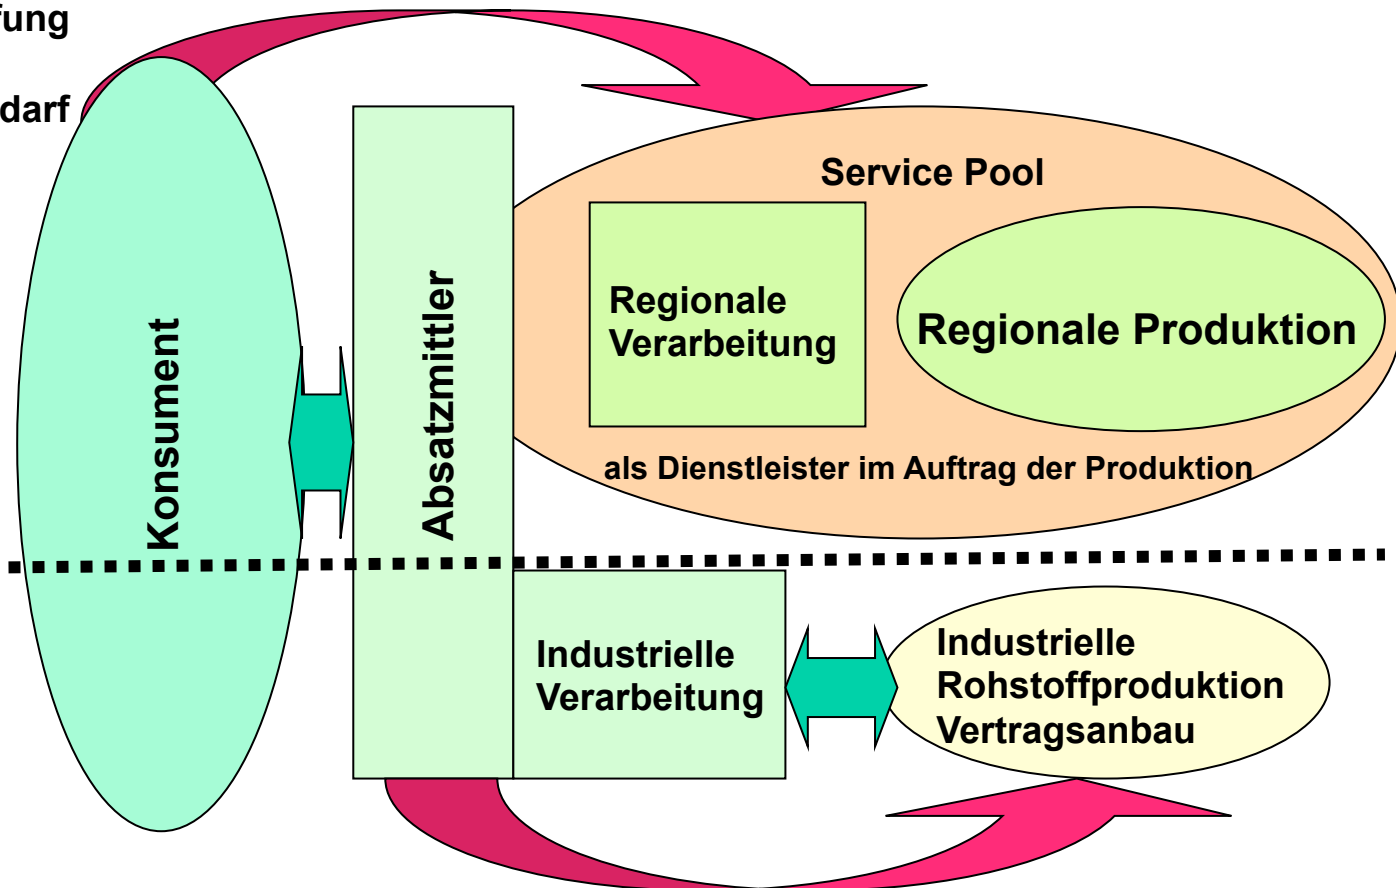 fung
darf
Service Pool
Regionale
Verarbeitung
Regionale Produktion
Konsument
Absatzmittler
als Dienstleister im Auftrag der Produktion
Industrielle
Verarbeitung
Industrielle
Rohstoffproduktion
Vertragsanbau